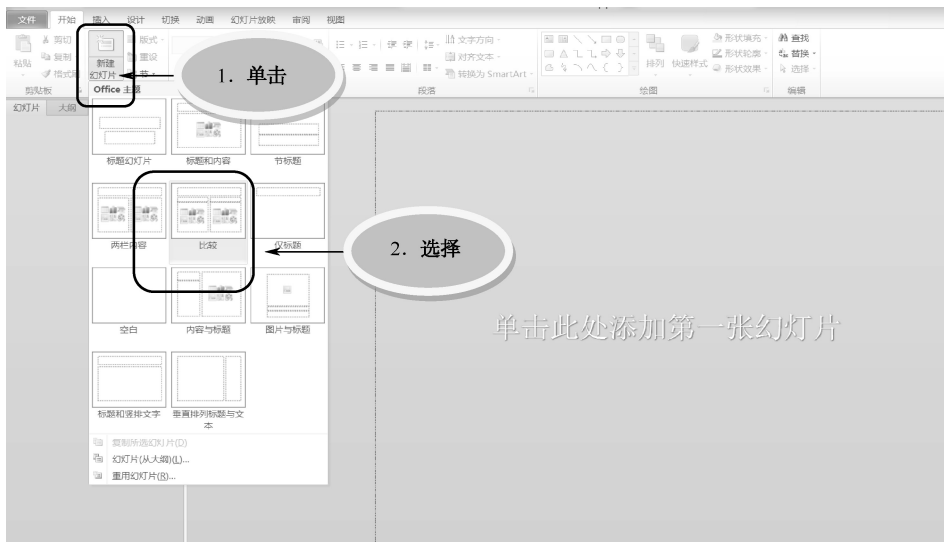 文件 开始 插入 设计 切换 动画 幻灯片放映 审阅 视图
剪切 版式 文字方向 形状填充 查找
粘贴 复制 新建 重设 对齐文本 排列 快速样式 形状轮廓 替换
格式刷 幻灯片 节 转换为 SmartArt 形状效果 选择
剪贴板 段落 绘图 编辑
1. 单击
幻灯片 大纲
Office 主题
标题幻灯片 标题和内容 节标题
两栏内容 比较 仅标题
2. 选择
空白 内容与标题 图片与标题
单击此处添加第一张幻灯片
标题和竖排文字 垂直排列标题与文本
复制所选幻灯片(D)
幻灯片(从大纲)(L)...
重用幻灯片(R)...